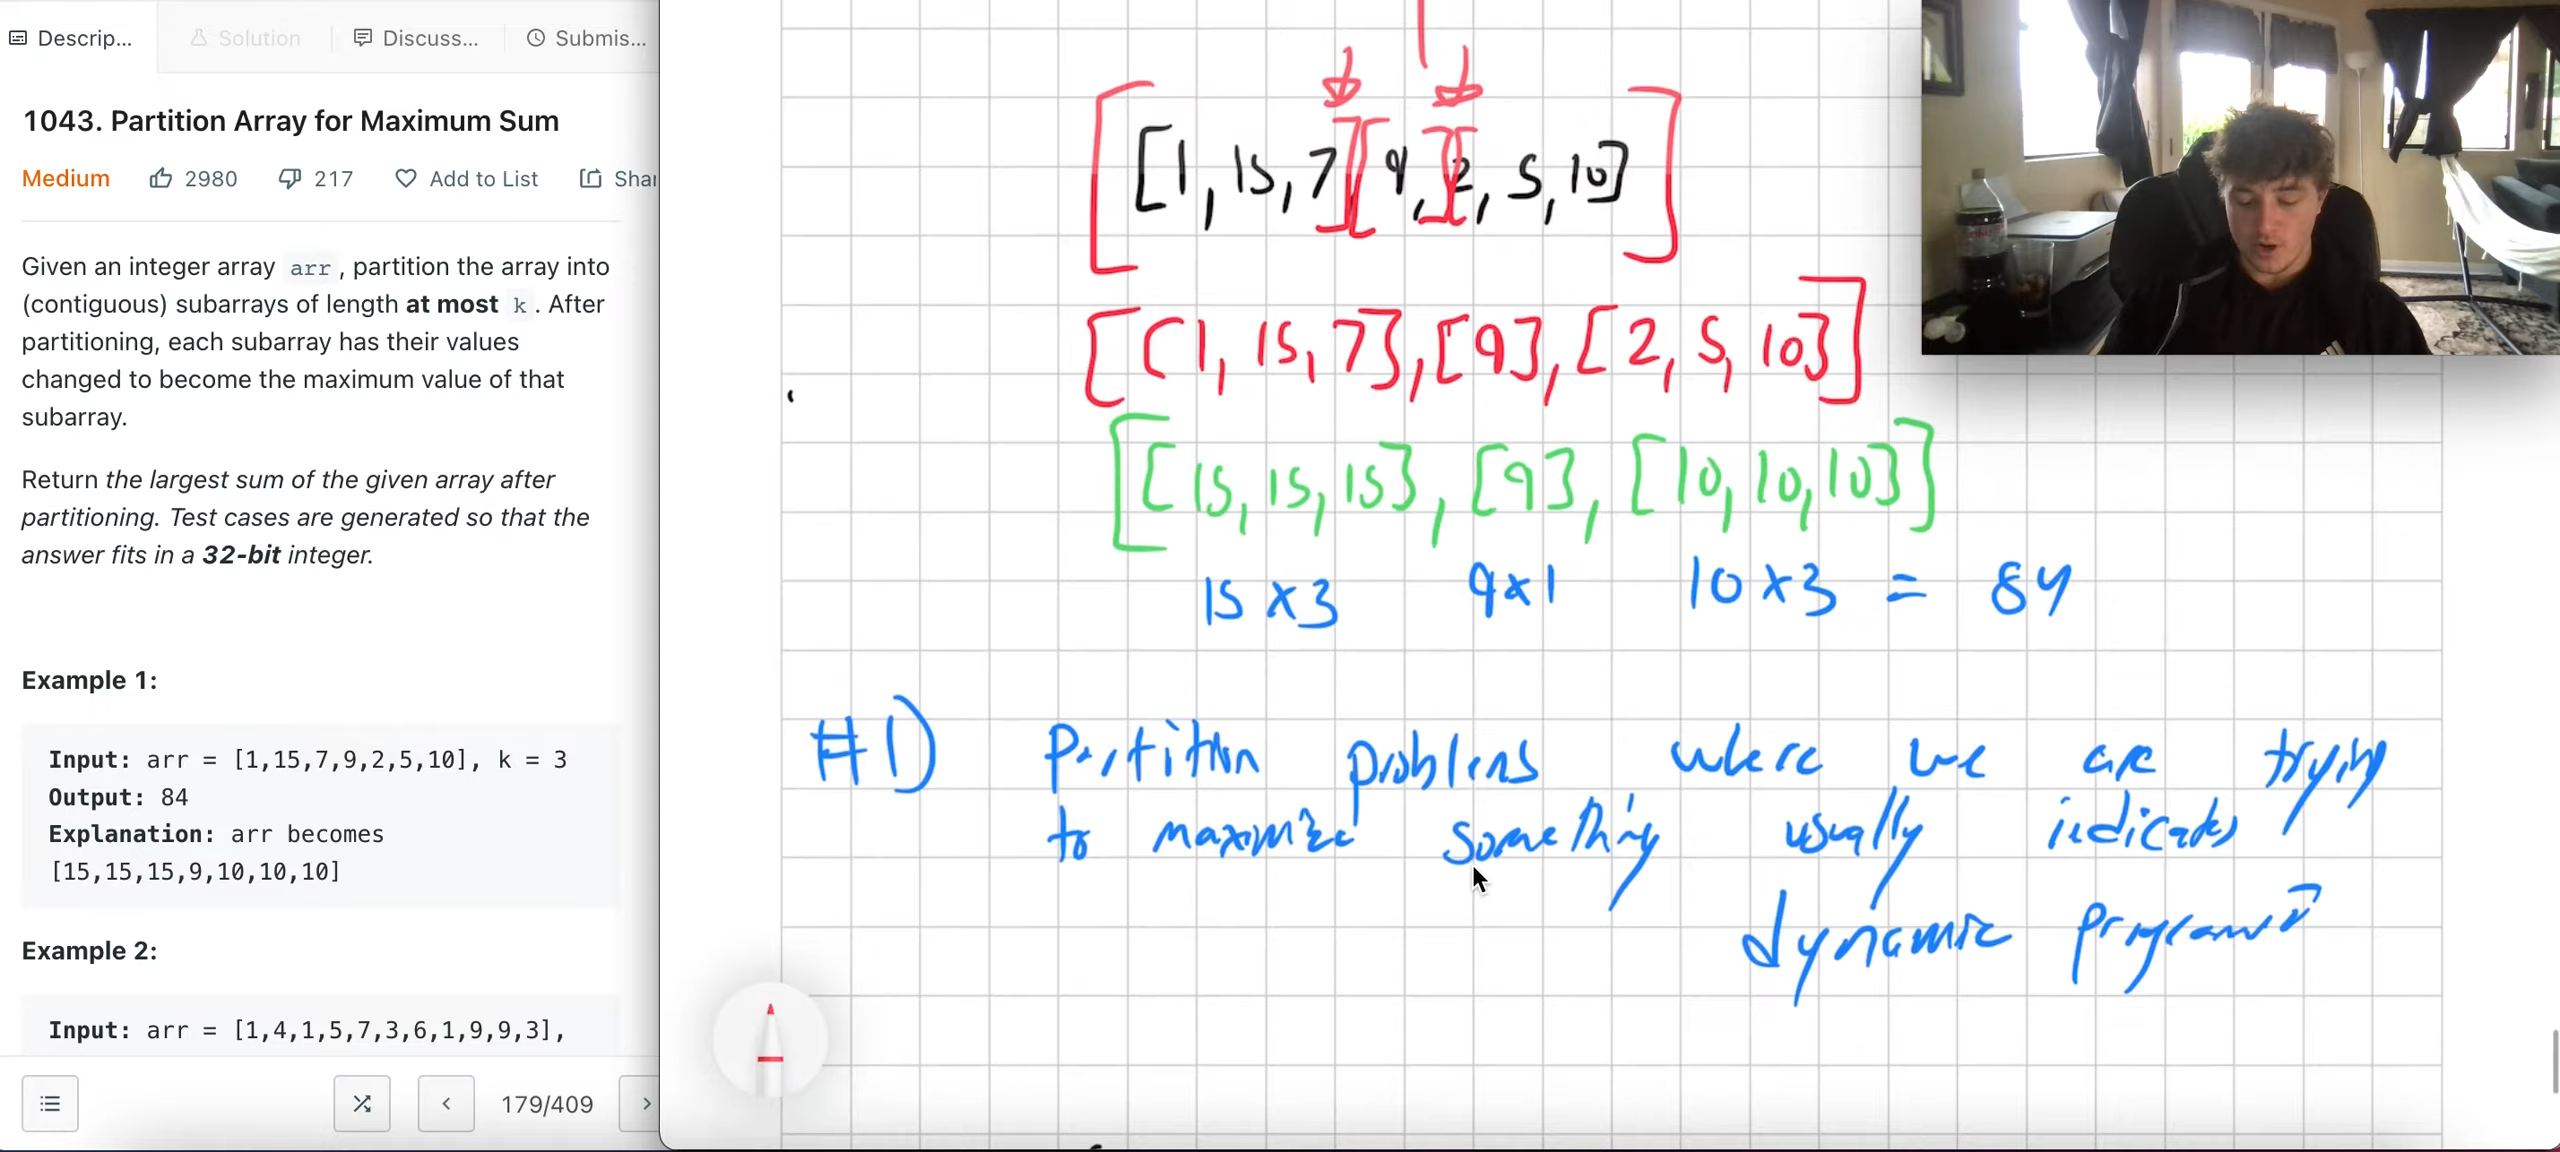 Descrip...
Solution
Discuss...
Submis...
1043. Partition Array for Maximum Sum
Medium
2980
217
Add to List
Shar
Given an integer array arr , partition the array into
(contiguous) subarrays of length at most k . After
partitioning, each subarray has their values
changed to become the maximum value of that
subarray.
Return the largest sum of the given array after
partitioning. Test cases are generated so that the
answer fits in a 32-bit integer.
Example 1:
Input: arr = [1,15,7,9,2,5,10], k = 3
Output: 84
Explanation: arr becomes
[15,15,15,9,10,10,10]
Example 2:
Input: arr = [1,4,1,5,7,3,6,1,9,9,3],
179/409
[[1, 15, 7][9, ][2, 5, 10]]
[[1, 15, 7], [9], [2, 5, 10]]
[[15, 15, 15], [9], [10, 10, 10]]
15 x 3 9 x 1 10 x 3 = 84
#1) Partition problems where we are trying
to maximize something usually indicates
dynamic